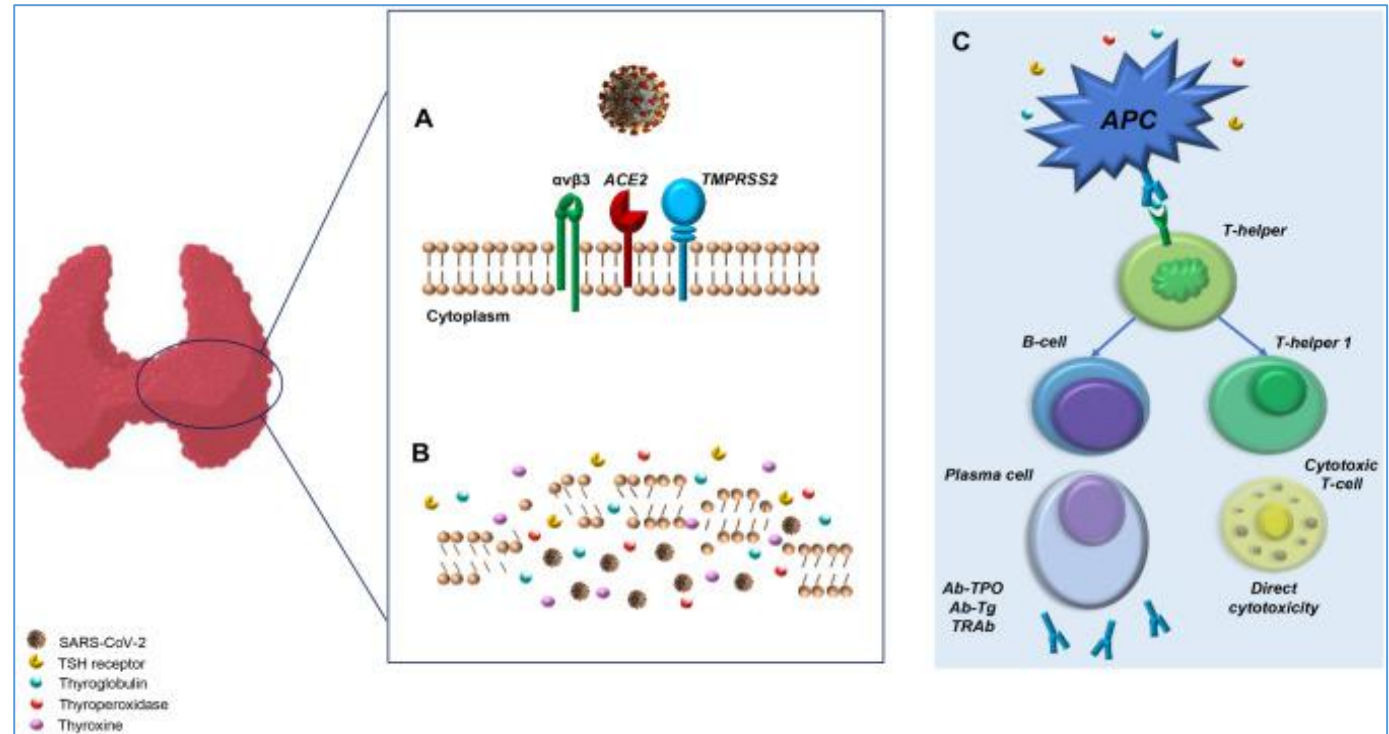 A
αvβ3 ACE2 TMPRSS2
Cytoplasm
B
SARS-CoV-2
TSH receptor
Thyroglobulin
Thyroperoxidase
Thyroxine
C
APC
T-helper
B-cell
T-helper 1
Plasma cell
Cytotoxic
T-cell
Ab-TPO
Ab-Tg
TRAb
Direct
cytotoxicity